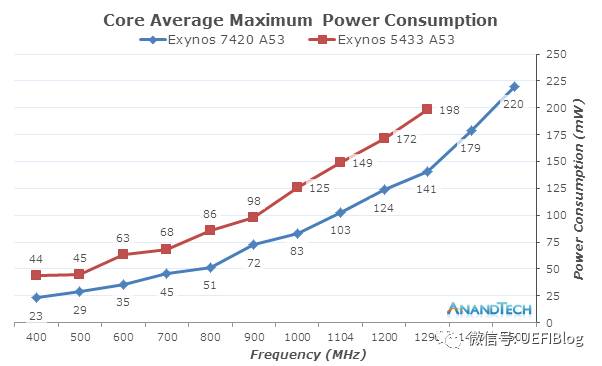 Core Average Maximum Power Consumption
Exynos 7420 A53 Exynos 5433 A53
250
225
200
175
150
125
100
75
50
25
0
Power Consumption (mW)
44 45 63 68 86 98 125 149 172 198
23 29 35 45 51 72 83 103 124 141 179 220
ANANDTECH
400 500 600 700 800 900 1000 1104 1200
Frequency (MHz)
微信号: UEFIBlog